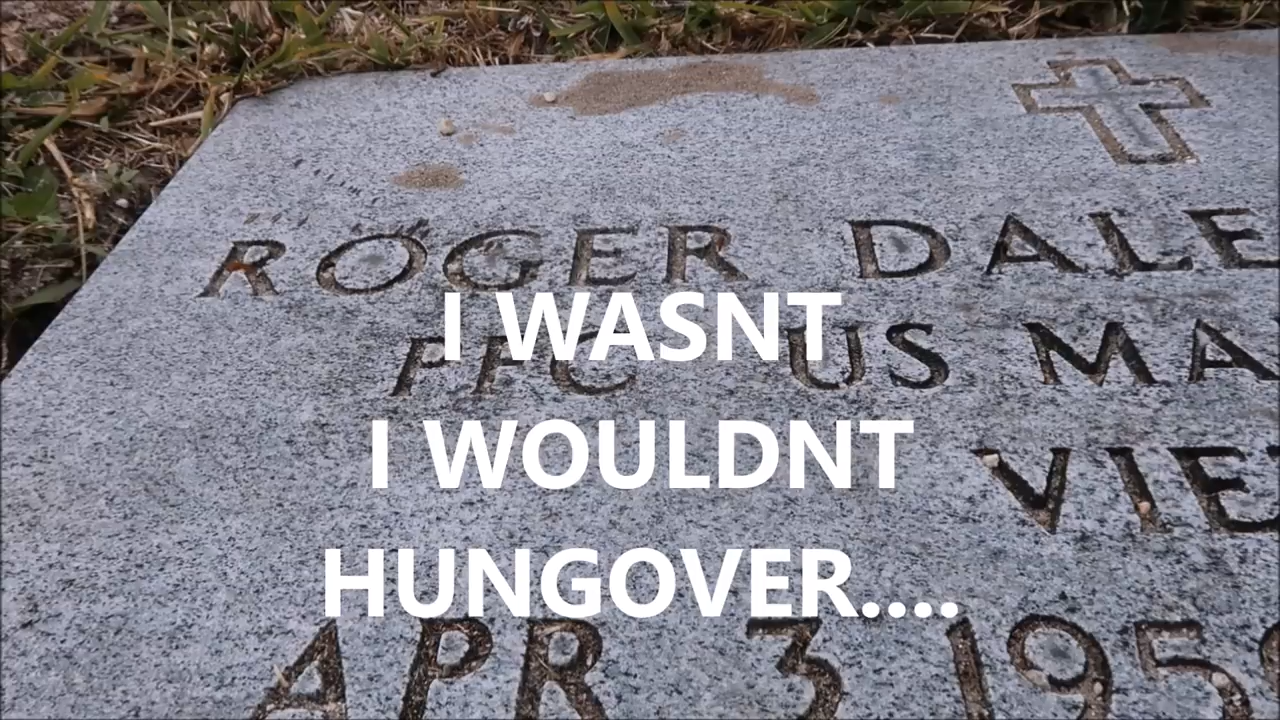 ROGER DALE
I WASNT
PFC US MA
I WOULDNT
VIE
HUNGOVER....
APR 3 195